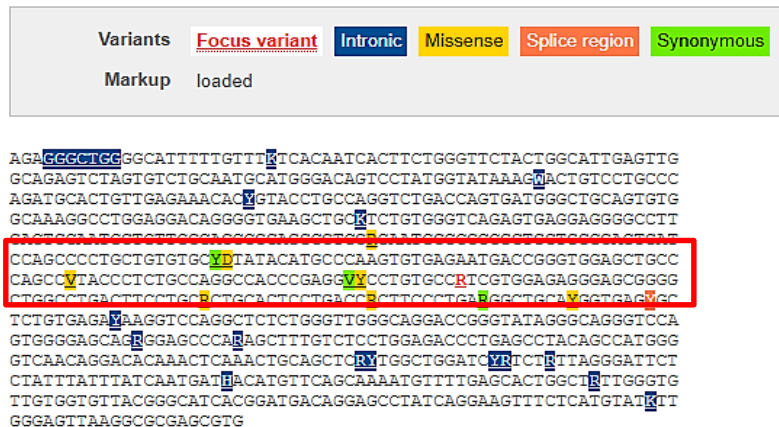 Variants Focus variant Intronic Missense Splice region Synonymous
Markup loaded
AGAGGGCTGGGGCATTTTTGTTTKTCACAATCACTTCTGGGTTCTACTGGCATTGAGTTG
GCAGAGTCTAGTGTCTGCAATGCATGGGACAGTCCTATGGTATAAAGWACTGTCCTGCCC
AGATGCACTGTTGAGAAACACYGTACCTGCCAGGTCTGACCAGTGATGGGCTGCAGTGTG
GCAAAGGCCTGGAGGACAGGGGTGAAGCTGCKTCTGTGGGTCAGAGTGAGGAGGGGCCTT
CCAGCCCCTGCTGTGTGCYDTATACATGCCCAAGTGTGAGAATGACCGGGTGGAGCTGCC
CAGCCVTACCCTCTGCCAGGCCACCCGAGGVYCCTGTGCCRTCGTGGAGAGGGAGCGGGG
CTGGCCTGACTTCCTGCRCTGCACTCCTGACCRCTTCCCTGARGGCTGCAYGGTGAGYGC
TCTGTGAGAYAAGGTCCAGGCTCTCTGGGTTGGGCAGGACCGGGTATAGGGCAGGGTCCA
GTGGGGAGCAGRGGAGCCCARAGCTTTGTCTCCTGGAGACCCTGAGCCTACAGCCATGGG
GTCAACAGGACACAAACTCAAACTGCAGCTCRYTGGCTGGATCYRTCTRTTAGGGATTCT
CTATTTATTTATCAATGATHACATGTTCAGCAAAATGTTTTGAGCACTGGCTRTTGGGTG
TTGTGGTGTTACGGGCATCACGGATGACAGGAGCCTATCAGGAAGTTTCTCATGTATKTT
GGGAGTTAAGGCGCGAGCGTG